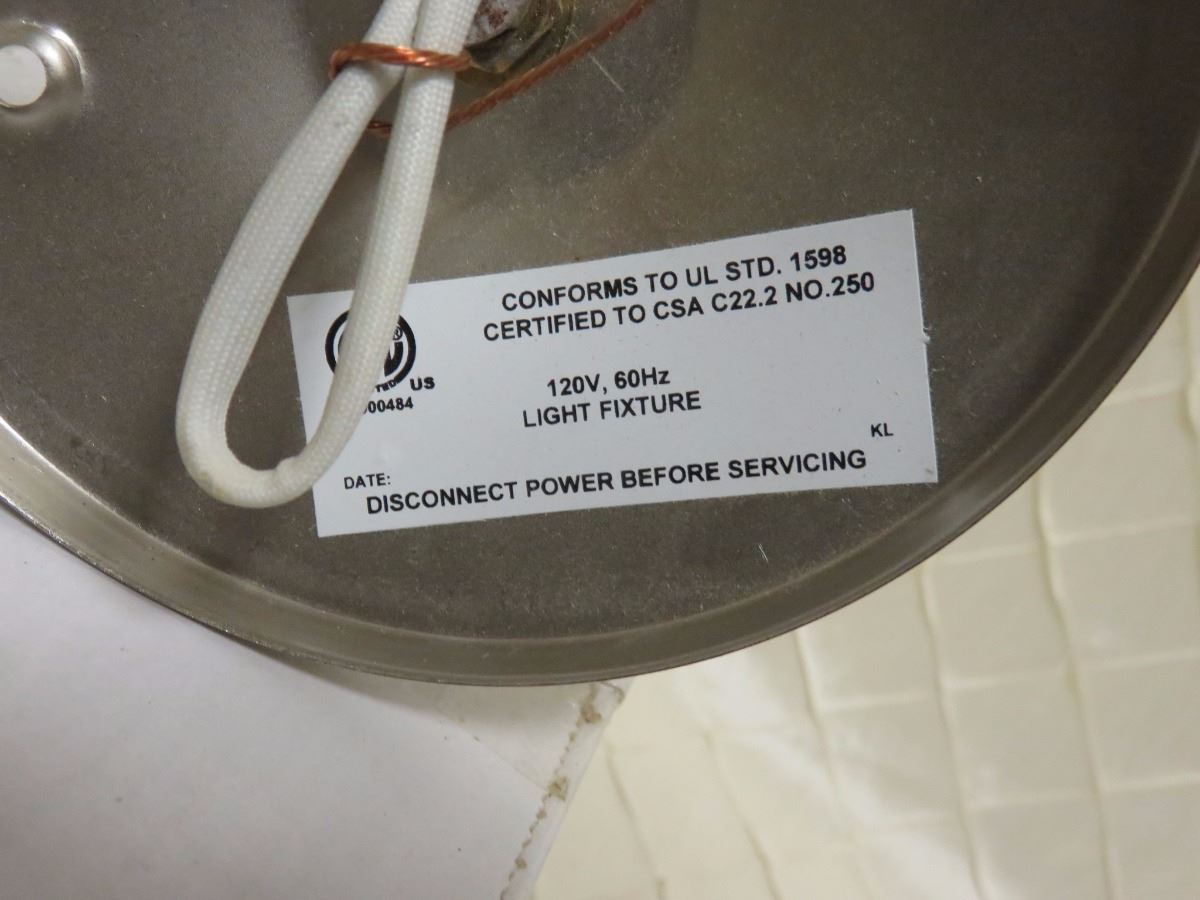 CONFORMS TO UL STD. 1598
CERTIFIED TO CSA C22.2 NO.250
®
US
120V, 60Hz
LIGHT FIXTURE
KL
DATE:
DISCONNECT POWER BEFORE SERVICING